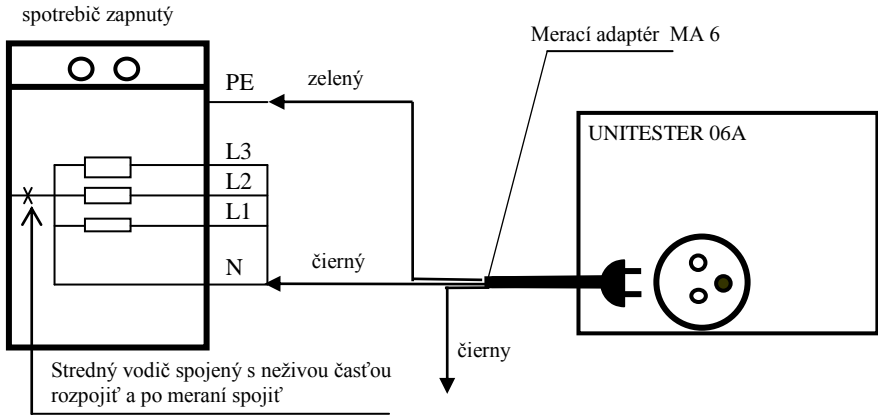 spotrebič zapnutý
Merací adaptér MA 6
PE
zelený
UNITESTER 06A
L3
L2
L1
N
čierný
čierny
Stredný vodič spojený s neživou časťou
rozpojiť a po meraní spojiť